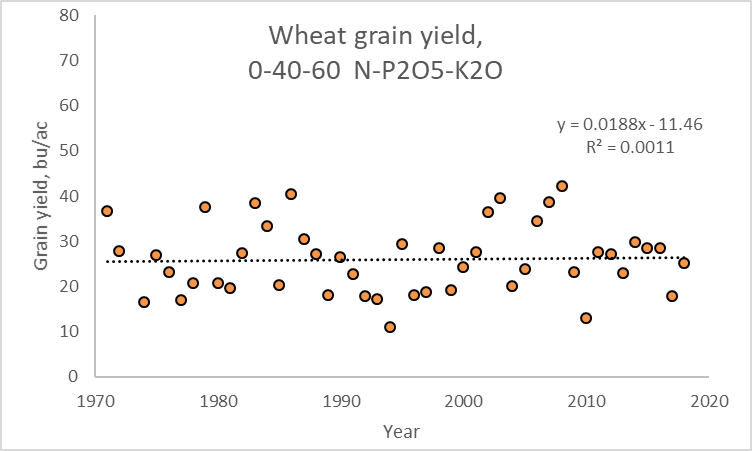 Wheat grain yield,
0-40-60 N-P2O5-K2O
y = 0.0188x - 11.46
R² = 0.0011
Grain yield, bu/ac
80
70
60
50
40
30
20
10
0
1970 1980 1990 2000 2010 2020
Year